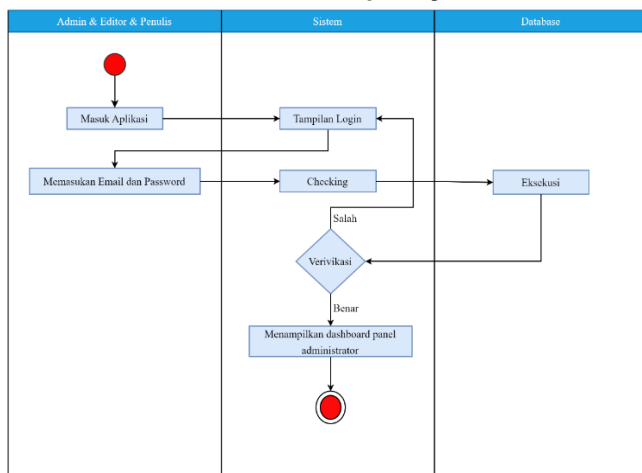 Admin & Editor & Penulis
Sistem
Database
Masuk Aplikasi
Tampilan Login
Memasukan Email dan Password
Checking
Eksekusi
Salah
Verivikasi
Benar
Menampilkan dashboard panel
administrator